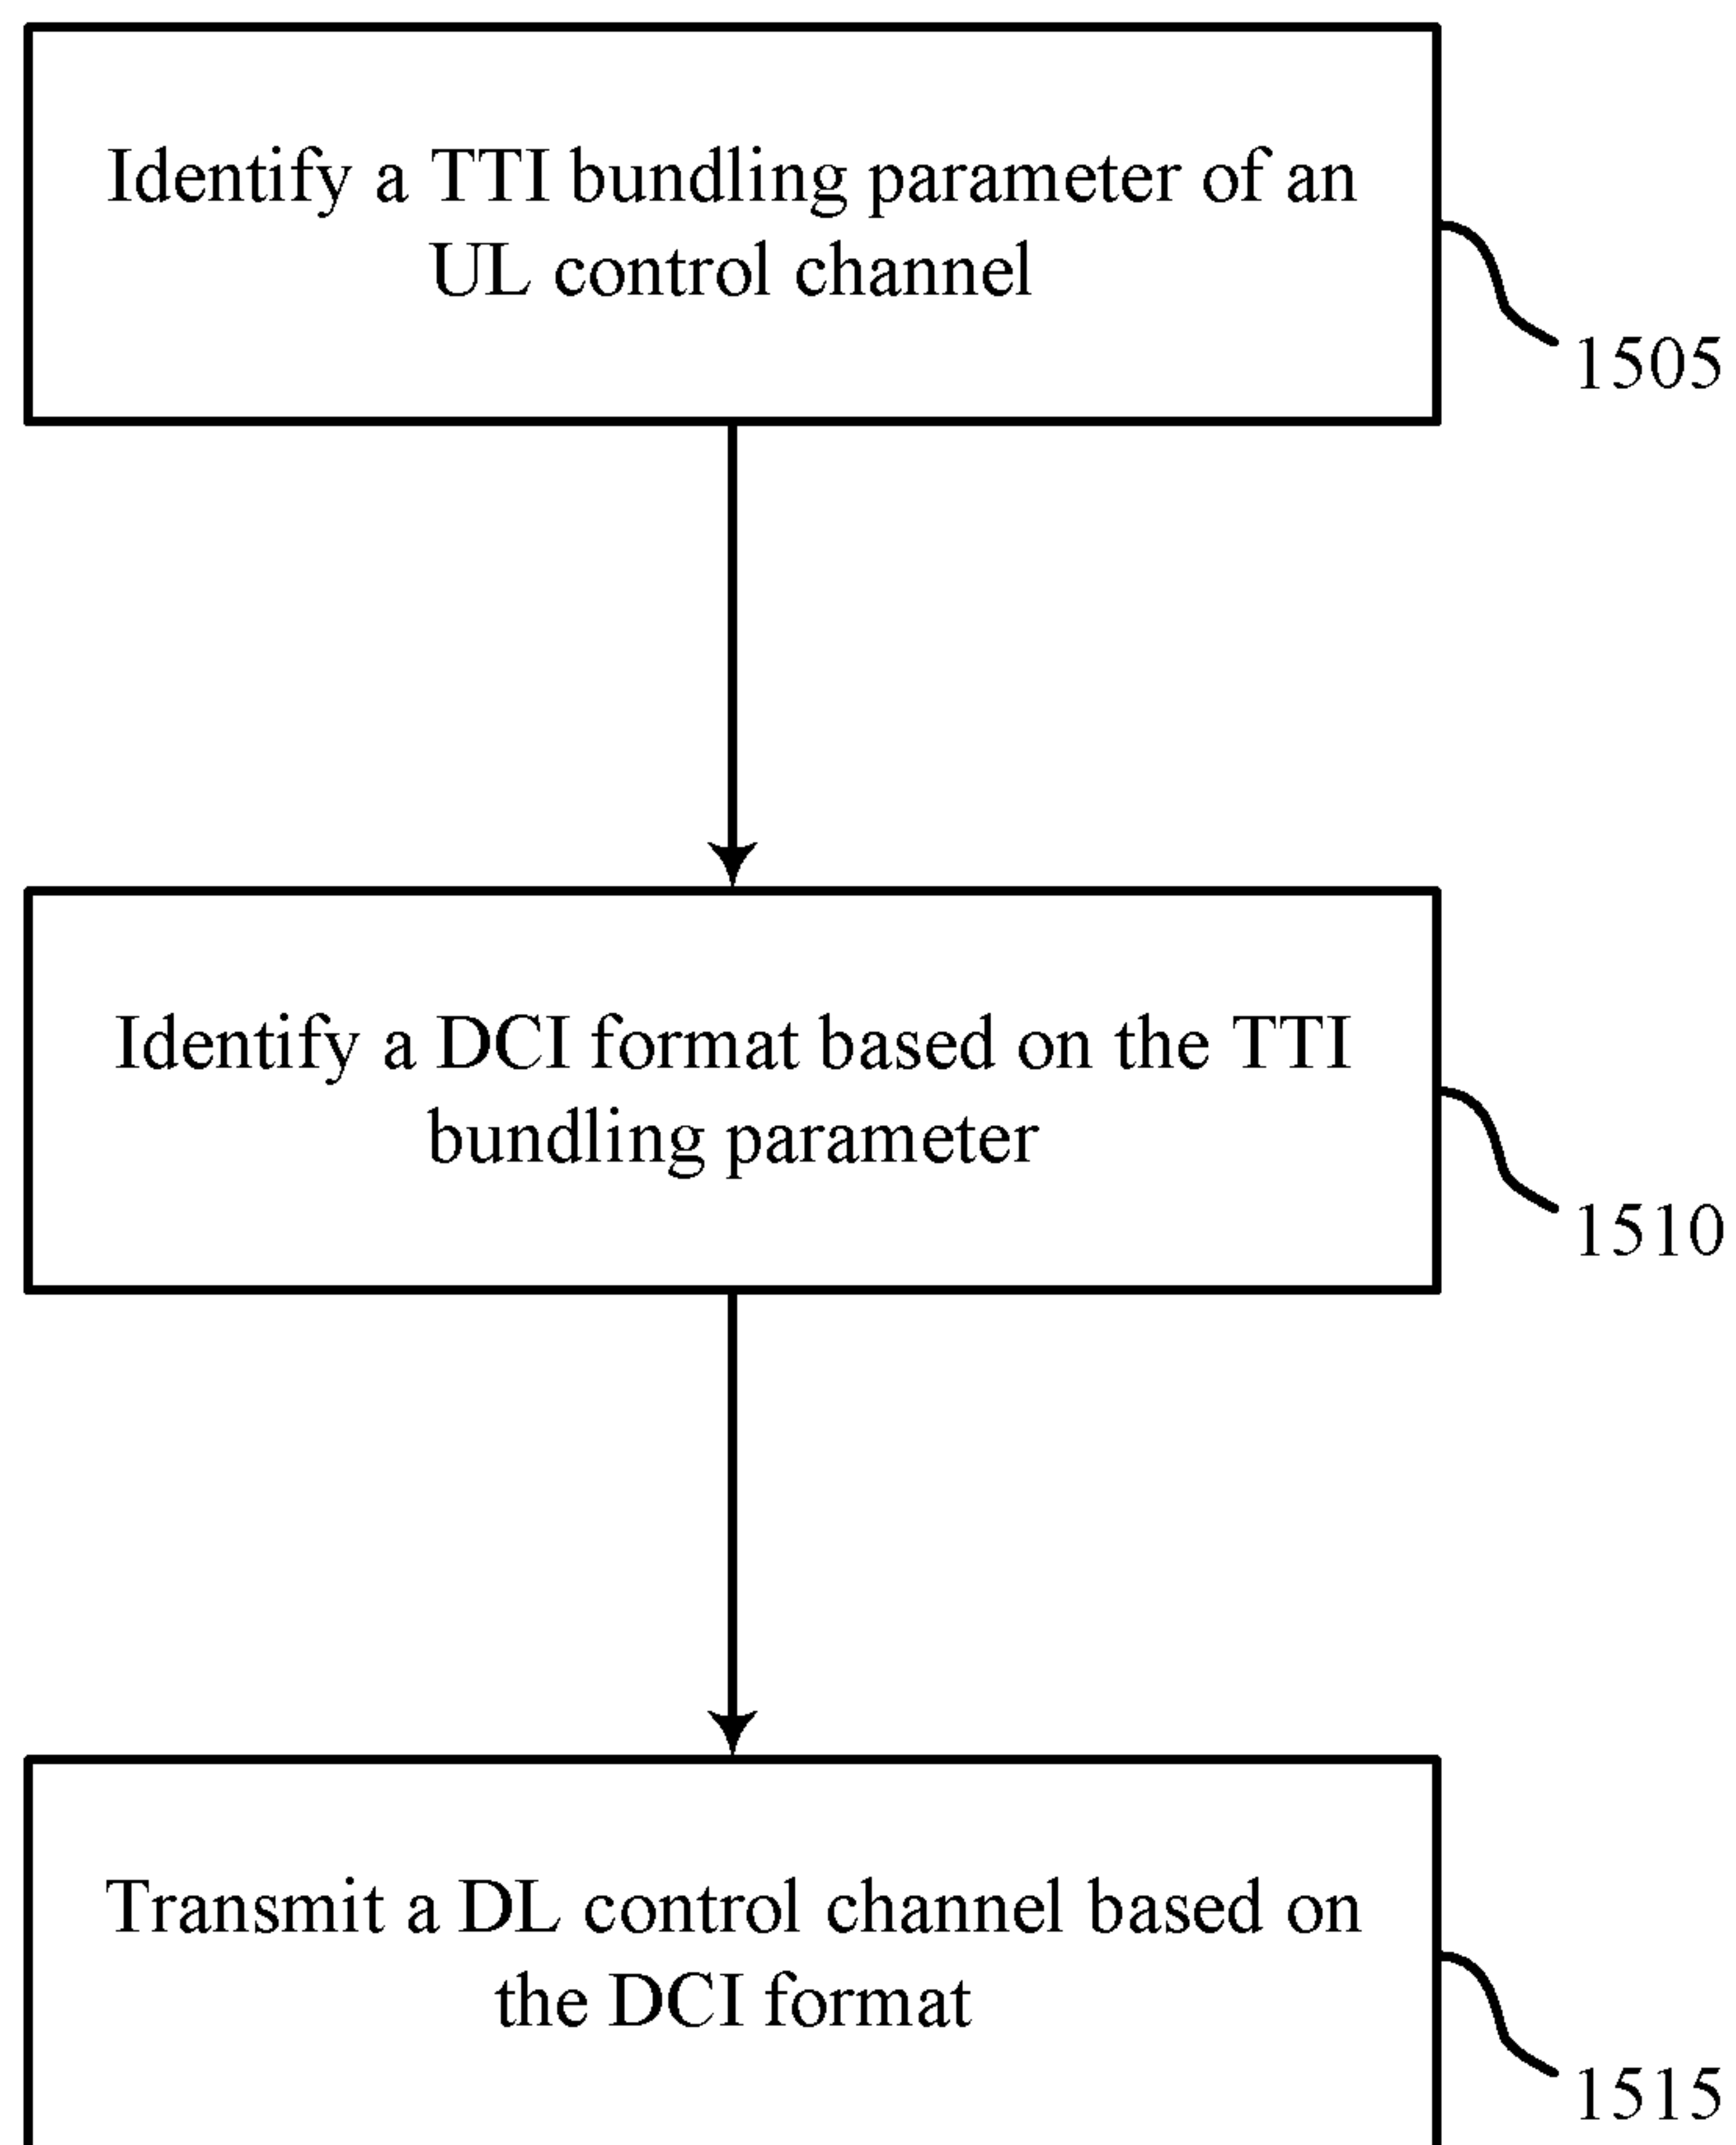 Identify a TTI bundling parameter of an
UL control channel
1505
Identify a DCI format based on the TTI
bundling parameter
1510
Transmit a DL control channel based on
the DCI format
1515